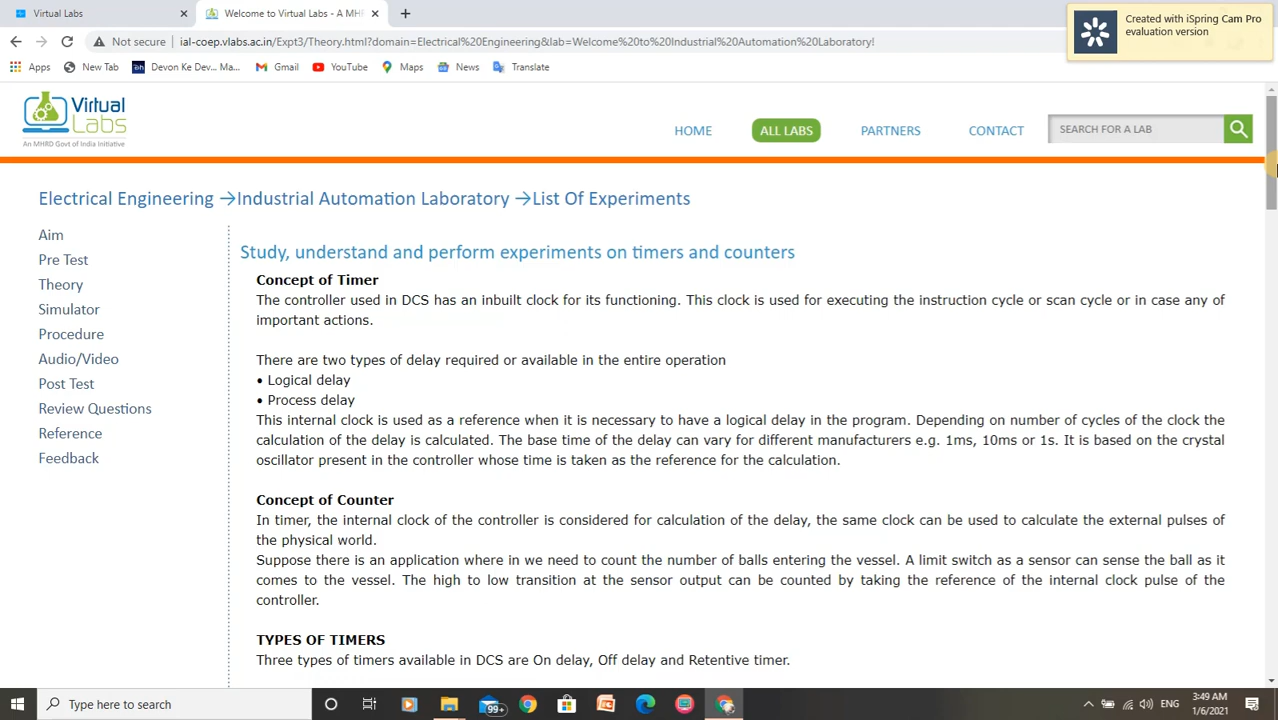 Virtual Labs
Welcome to Virtual Labs - A MHR
Created with iSpring Cam Pro
evaluation version
Not secure | ial-coep.vlabs.ac.in/Expt3/Theory.html?domain=Electrical%20Engineering&lab=Welcome%20to%20Industrial%20Automation%20Laboratory!
Apps New Tab Devon Ke Dev... Ma... Gmail YouTube Maps News Translate
Virtual
Labs
An MHRD Govt of India Initiative
HOME ALL LABS PARTNERS CONTACT SEARCH FOR A LAB
Electrical Engineering →Industrial Automation Laboratory →List Of Experiments
Aim
Pre Test
Theory
Simulator
Procedure
Audio/Video
Post Test
Review Questions
Reference
Feedback
Study, understand and perform experiments on timers and counters
Concept of Timer
The controller used in DCS has an inbuilt clock for its functioning. This clock is used for executing the instruction cycle or scan cycle or in case any of
important actions.
There are two types of delay required or available in the entire operation
• Logical delay
• Process delay
This internal clock is used as a reference when it is necessary to have a logical delay in the program. Depending on number of cycles of the clock the
calculation of the delay is calculated. The base time of the delay can vary for different manufacturers e.g. 1ms, 10ms or 1s. It is based on the crystal
oscillator present in the controller whose time is taken as the reference for the calculation.
Concept of Counter
In timer, the internal clock of the controller is considered for calculation of the delay, the same clock can be used to calculate the external pulses of
the physical world.
Suppose there is an application where in we need to count the number of balls entering the vessel. A limit switch as a sensor can sense the ball as it
comes to the vessel. The high to low transition at the sensor output can be counted by taking the reference of the internal clock pulse of the
controller.
TYPES OF TIMERS
Three types of timers available in DCS are On delay, Off delay and Retentive timer.
Type here to search
99+
ENG
3:49 AM
1/6/2021